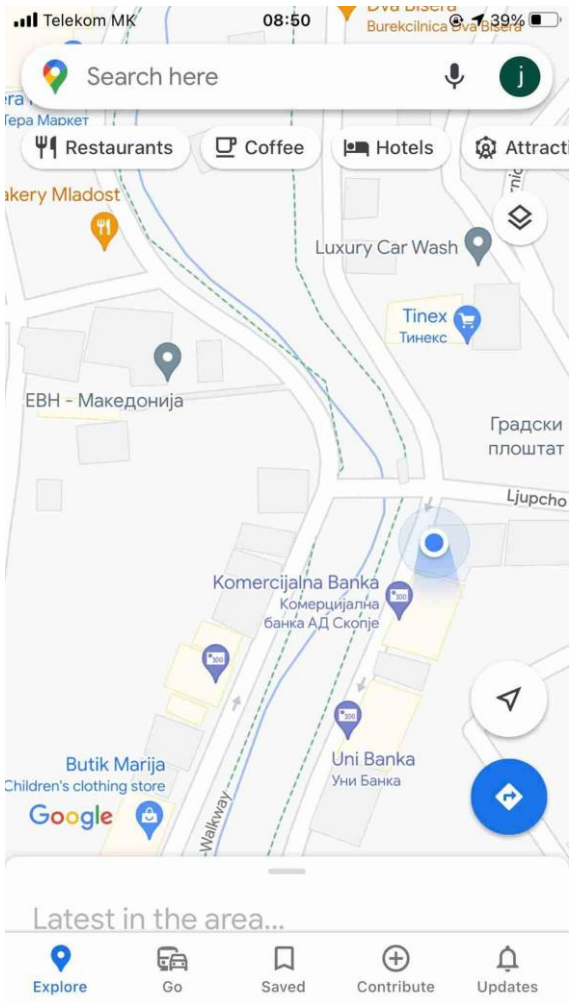 Telekom MK 08:50 39%
Dva Bisera
Burekcilnica Dva Bisera
Search here j
Тера Маркет
Restaurants Coffee Hotels Attracti
akery Mladost
Luxury Car Wash
Tinex
Тинекс
ЕВН - Македонија
Градски
плоштат
Ljupcho
Komercijalna Banka
Комерцијална
банка АД Скопје
Uni Banka
Уни Банка
Butik Marija
Children's clothing store
Google
Walkway
Latest in the area...
Explore Go Saved Contribute Updates